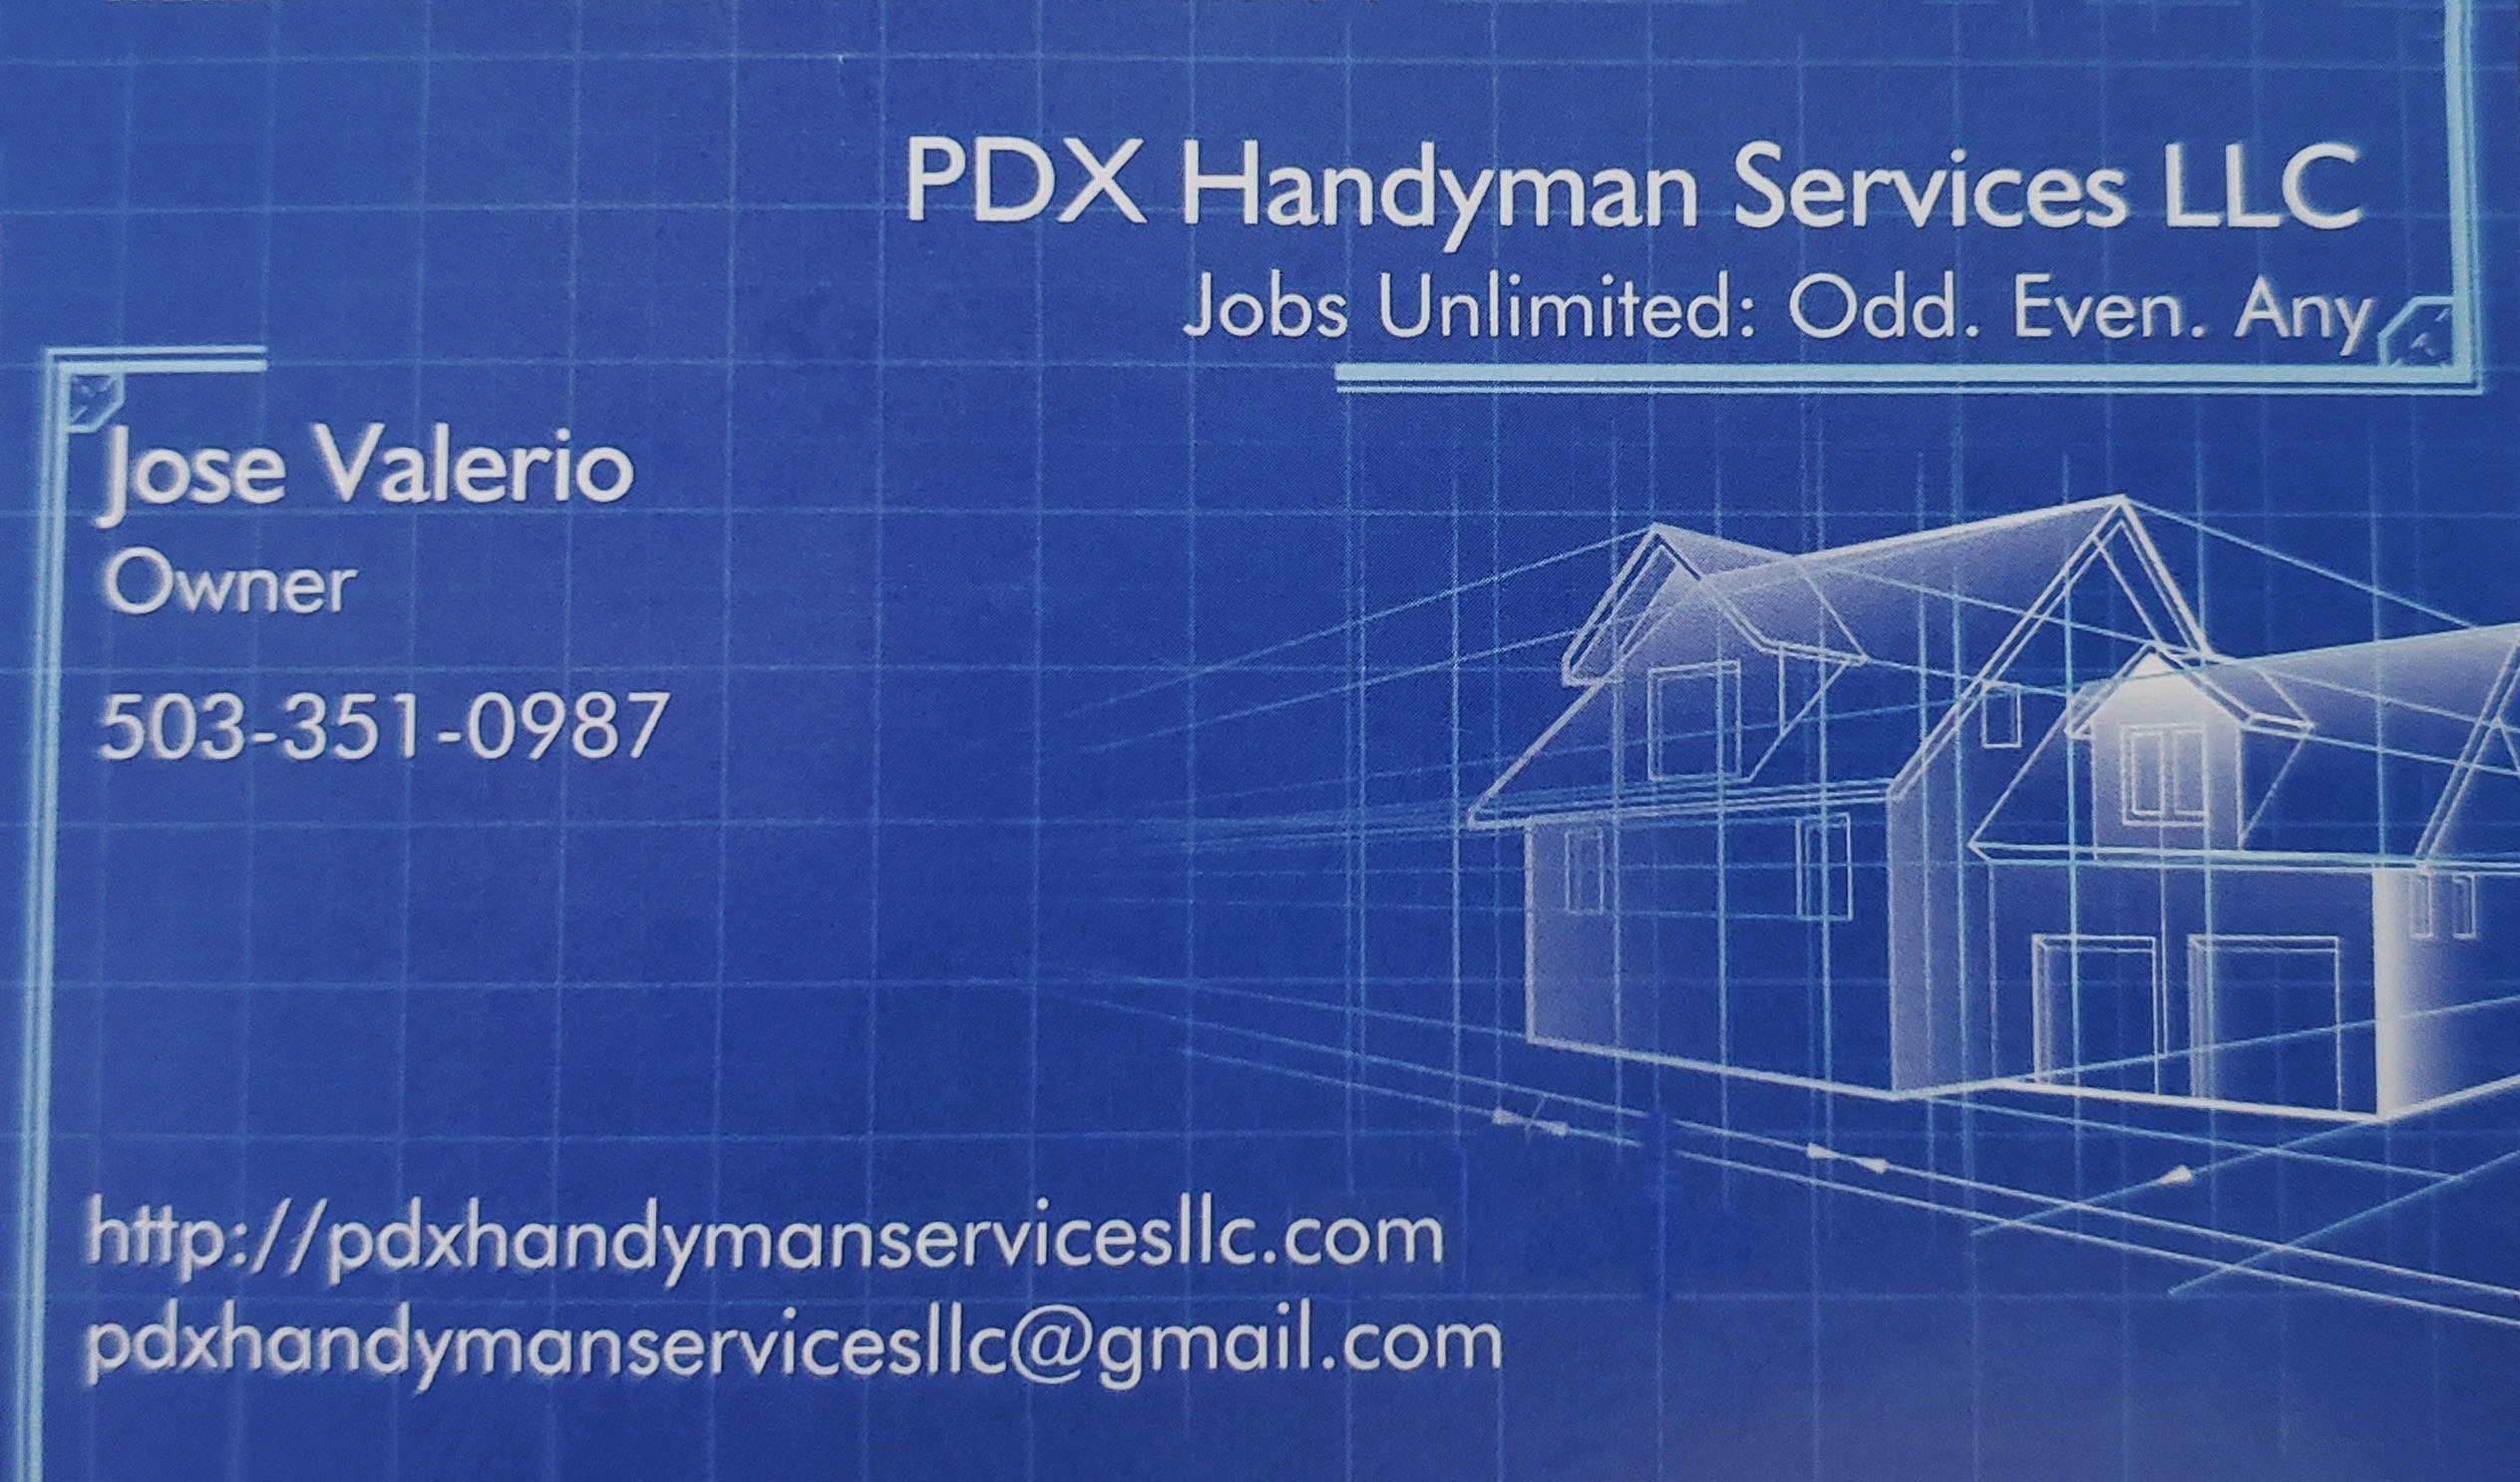 PDX Handyman Services LLC
Jobs Unlimited: Odd. Even. Any
Jose Valerio
Owner
503-351-0987
http://pdxhandymanservicesllc.com
pdxhandymanservicesllc@gmail.com